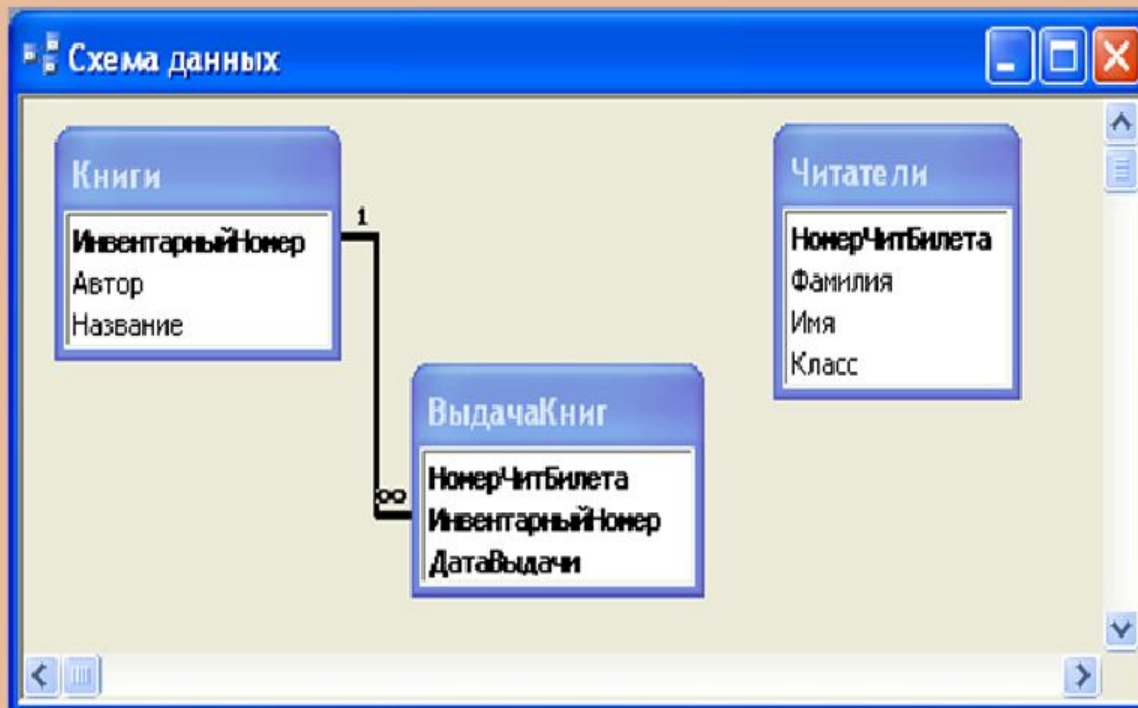 Схема данных
Книги
ИнвентарныйНомер
Автор
Название
1
∞
ВыдачаКниг
НомерЧитБилета
ИнвентарныйНомер
ДатаВыдачи
Читатели
НомерЧитБилета
Фамилия
Имя
Класс